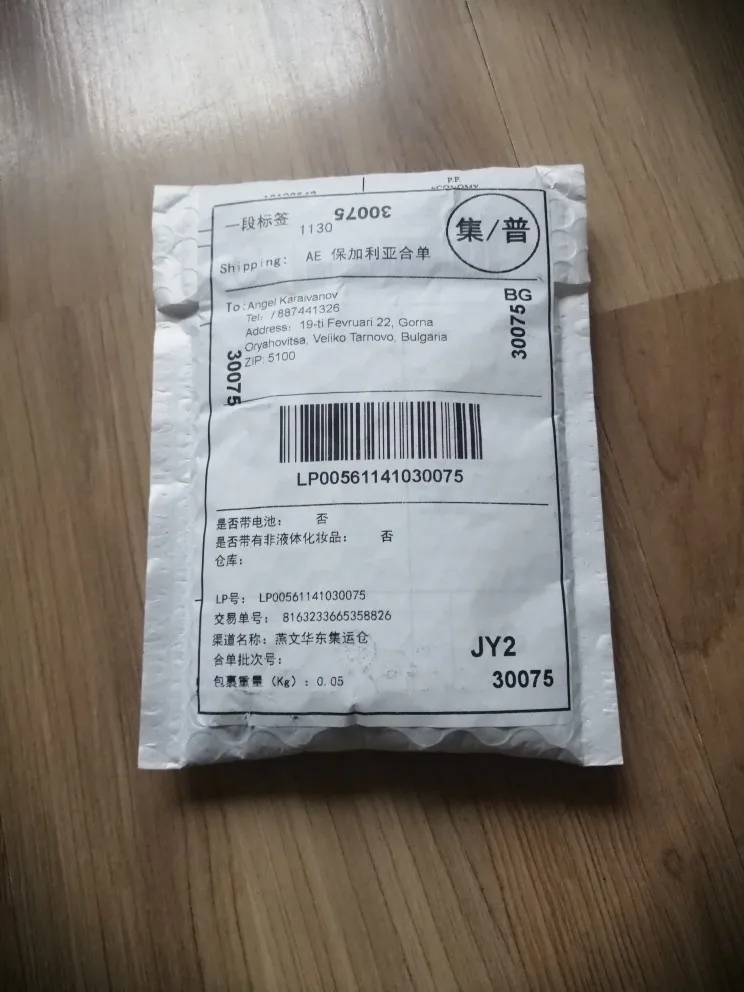 P.P.
一段标签 1130 30075
集/普
Shipping: AE 保加利亚合单
To: Angel Karaivanov
Tel: /887441326
Address: 19-ti Fevruari 22, Gorna
Oryahovitsa, Veliko Tarnovo, Bulgaria
ZIP: 5100
BG
30075
30075
LP00561141030075
是否带电池: 否
是否带有非液体化妆品: 否
仓库:
LP号: LP00561141030075
交易单号: 8163233665358826
渠道名称: 燕文华东集运仓
合单批次号:
包裹重量 (Kg) : 0.05
JY2
30075